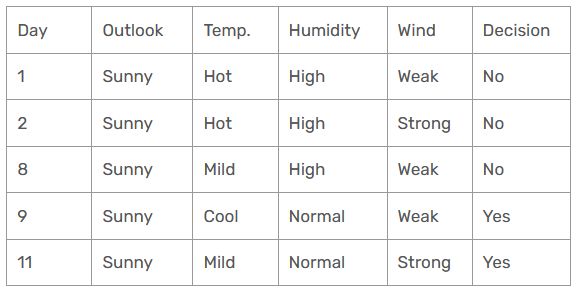 Day Outlook Temp. Humidity Wind Decision
1 Sunny Hot High Weak No
2 Sunny Hot High Strong No
8 Sunny Mild High Weak No
9 Sunny Cool Normal Weak Yes
11 Sunny Mild Normal Strong Yes